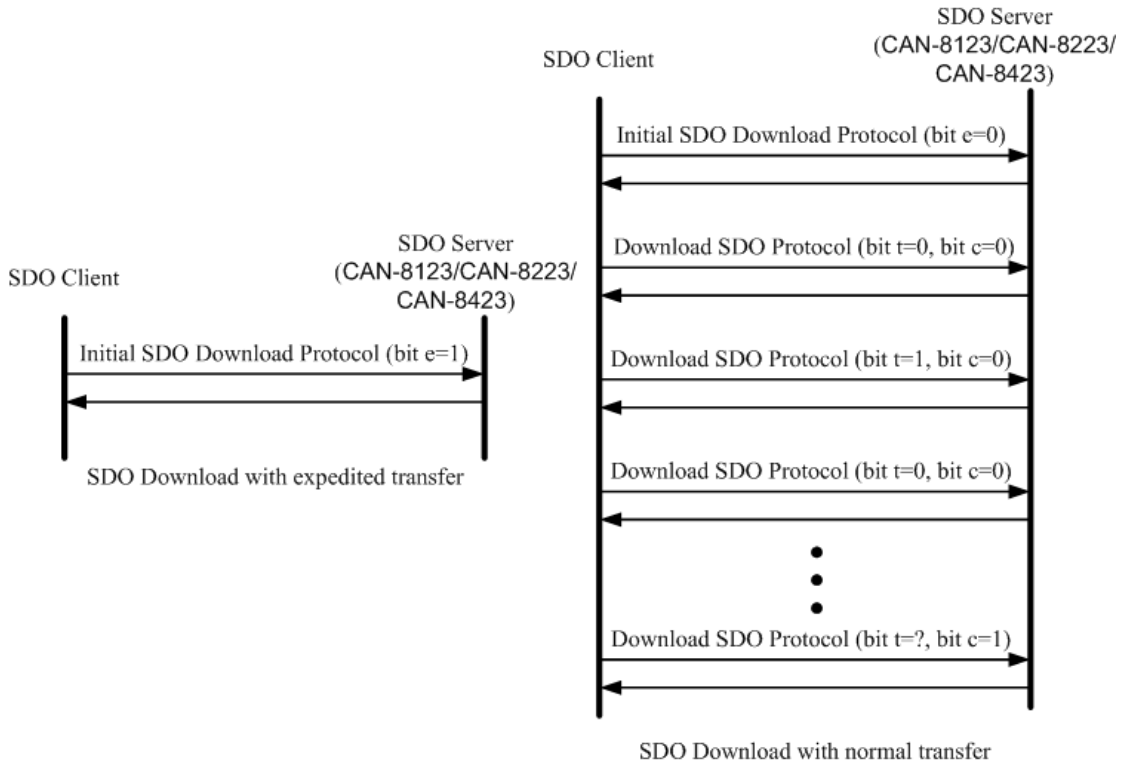 SDO Client
SDO Server
(CAN-8123/CAN-8223/
CAN-8423)
Initial SDO Download Protocol (bit e=1)
SDO Download with expedited transfer
SDO Client
SDO Server
(CAN-8123/CAN-8223/
CAN-8423)
Initial SDO Download Protocol (bit e=0)
Download SDO Protocol (bit t=0, bit c=0)
Download SDO Protocol (bit t=1, bit c=0)
Download SDO Protocol (bit t=0, bit c=0)
Download SDO Protocol (bit t=?, bit c=1)
SDO Download with normal transfer